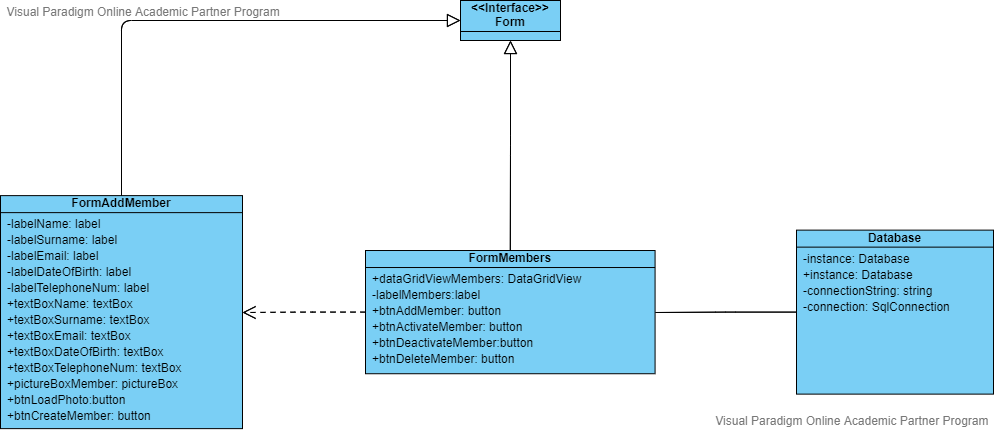 Visual Paradigm Online Academic Partner Program
<<Interface>>
Form
FormAddMember
-labelName: label
-labelSurname: label
-labelEmail: label
-labelDateOfBirth: label
-labelTelephoneNum: label
+textBoxName: textBox
+textBoxSurname: textBox
+textBoxEmail: textBox
+textBoxDateOfBirth: textBox
+textBoxTelephoneNum: textBox
+pictureBoxMember: pictureBox
+btnLoadPhoto:button
+btnCreateMember: button
FormMembers
+dataGridViewMembers: DataGridView
-labelMembers:label
+btnAddMember: button
+btnActivateMember: button
+btnDeactivateMember:button
+btnDeleteMember: button
Database
-instance: Database
+instance: Database
-connectionString: string
-connection: SqlConnection
Visual Paradigm Online Academic Partner Program